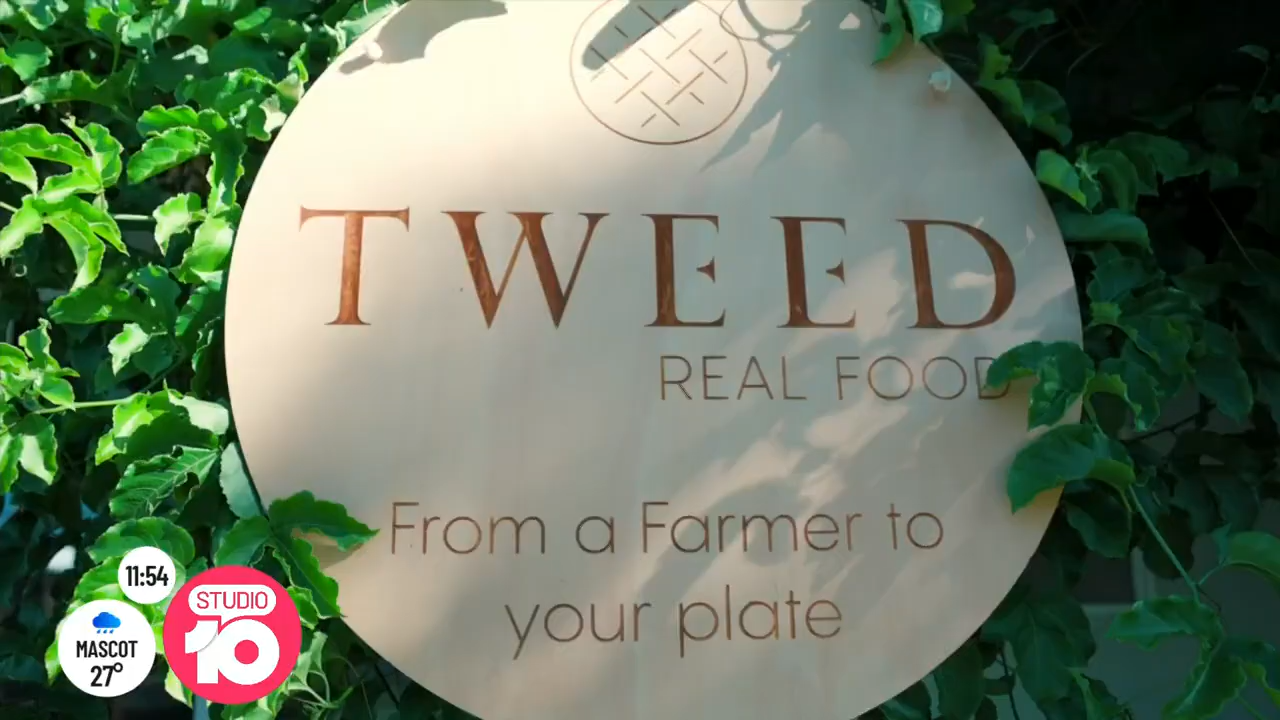 TWEED
REAL FOOD
From a Farmer to
your plate
11:54
STUDIO
10
MASCOT
27°